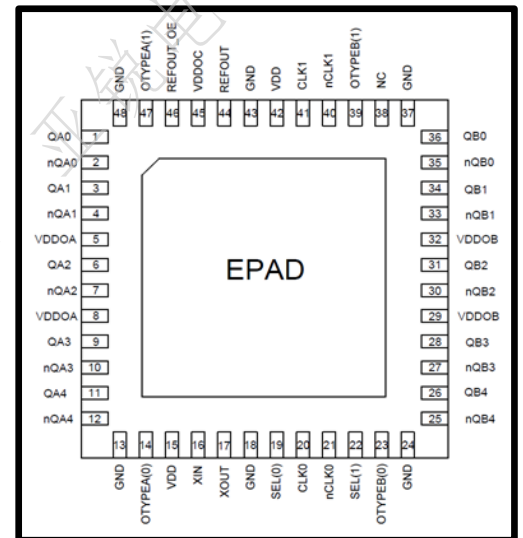 亚锐电
GND OTYPEA(1) REFOUT_OE VDDOC REFOUT GND VDD CLK1 nCLK1 OTYPEB(1) NC GND
48 47 46 45 44 43 42 41 40 39 38 37
QA0 1 36 QB0
nQA0 2 35 nQB0
QA1 3 34 QB1
nQA1 4 33 nQB1
VDDOA 5 32 VDDOB
QA2 6 31 QB2
nQA2 7 30 nQB2
VDDOA 8 29 VDDOB
QA3 9 28 QB3
nQA3 10 27 nQB3
QA4 11 26 QB4
nQA4 12 25 nQB4
EPAD
13 14 15 16 17 18 19 20 21 22 23 24
GND OTYPEA(0) VDD XIN XOUT GND SEL(0) CLK0 nCLK0 SEL(1) OTYPEB(0) GND